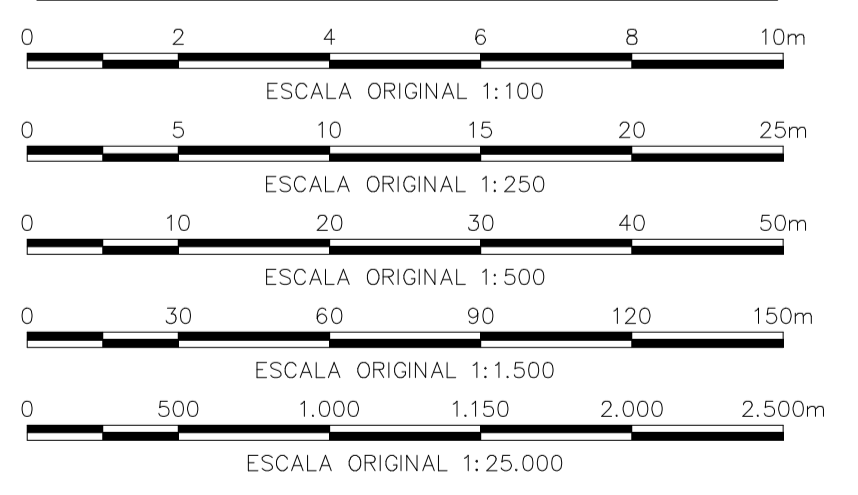 0 2 4 6 8 10m
ESCALA ORIGINAL 1:100
0 5 10 15 20 25m
ESCALA ORIGINAL 1:250
0 10 20 30 40 50m
ESCALA ORIGINAL 1:500
0 30 60 90 120 150m
ESCALA ORIGINAL 1:1.500
0 500 1.000 1.150 2.000 2.500m
ESCALA ORIGINAL 1:25.000